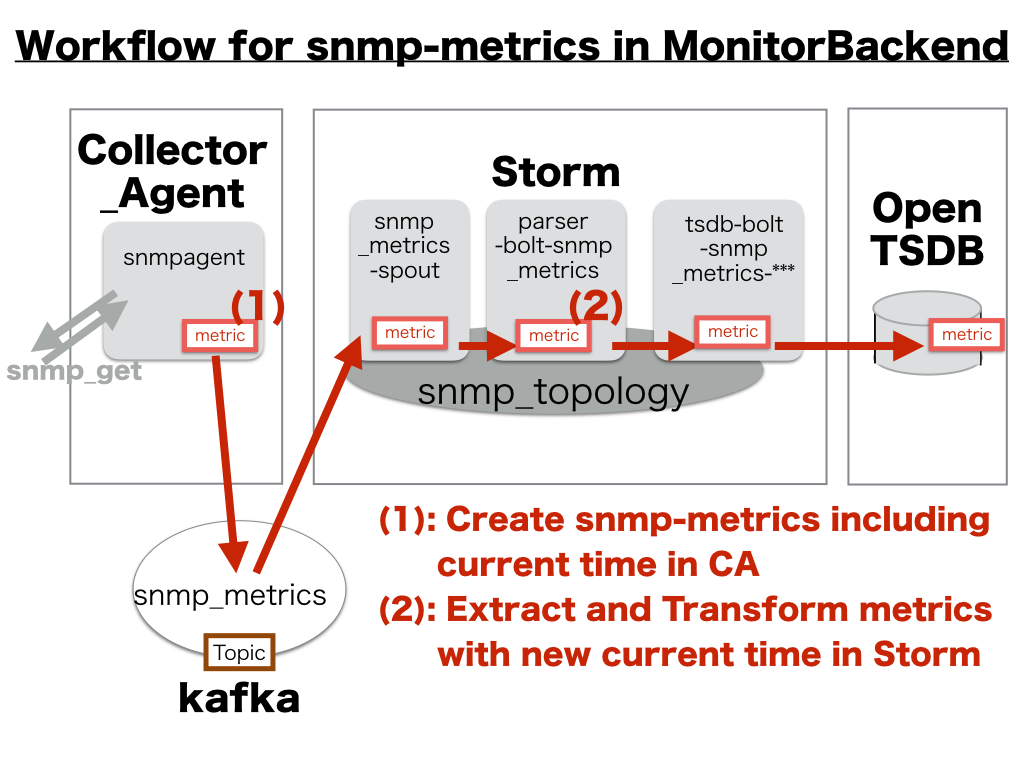 Workflow for snmp-metrics in MonitorBackend
Collector
_Agent
snmpagent
(1)
metric
snmp_get
Storm
snmp
_metrics
-spout
metric
parser
-bolt-snmp
_metrics
(2)
metric
tsdb-bolt
-snmp
_metrics-***
metric
snmp_topology
Open
TSDB
metric
snmp_metrics
Topic
kafka
(1): Create snmp-metrics including
current time in CA
(2): Extract and Transform metrics
with new current time in Storm